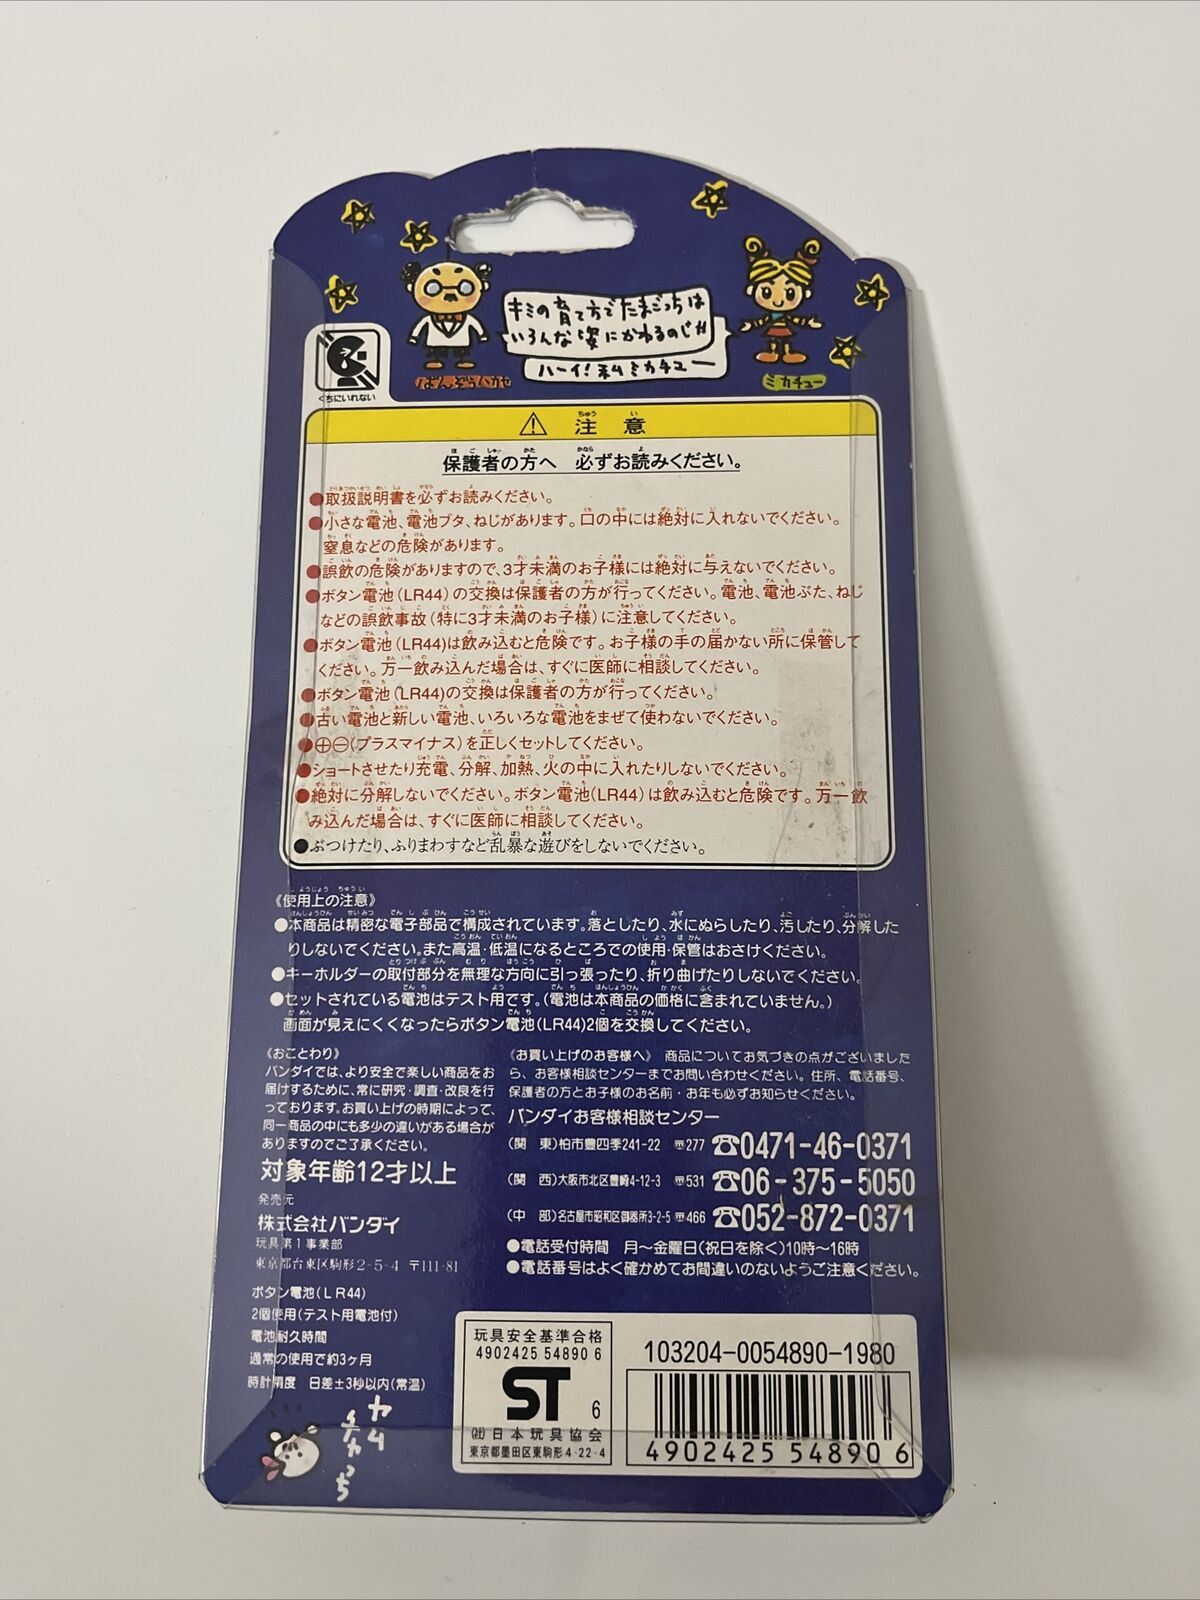 キミの育て方でたまごっちは
いろんな姿にかわるのじゃ
ハーイ!私ミカチュー
ばんぞうハカセ
ミカチュー
くちにいれない
⚠ 注意
保護者の方へ 必ずお読みください。
●取扱説明書を必ずお読みください。
●小さな電池、電池ブタ、ねじがあります。口の中には絶対に入れないでください。
窒息などの危険があります。
●誤飲の危険がありますので、3才未満のお子様には絶対に与えないでください。
●ボタン電池(LR44)の交換は保護者の方が行ってください。電池、電池ぶた、ねじ
などの誤飲事故(特に3才未満のお子様)に注意してください。
●ボタン電池(LR44)は飲み込むと危険です。お子様の手の届かない所に保管して
ください。万一飲み込んだ場合は、すぐに医師に相談してください。
●ボタン電池(LR44)の交換は保護者の方が行ってください。
●古い電池と新しい電池、いろいろな電池をまぜて使わないでください。
●⊕⊖(プラスマイナス)を正しくセットしてください。
●ショートさせたり充電、分解、加熱、火の中に入れたりしないでください。
●絶対に分解しないでください。ボタン電池(LR44)は飲み込むと危険です。万一飲
み込んだ場合は、すぐに医師に相談してください。
●ぶつけたり、ふりまわすなど乱暴な遊びをしないでください。
《使用上の注意》
●本商品は精密な電子部品で構成されています。落としたり、水にぬらしたり、汚したり、分解した
りしないでください。また高温・低温になるところでの使用・保管はおさけください。
●キーホルダーの取付部分を無理な方向に引っ張ったり、折り曲げたりしないでください。
●セットされている電池はテスト用です。(電池は本商品の価格に含まれていません。)
画面が見えにくくなったらボタン電池(LR44)2個を交換してください。
《おことわり》
バンダイでは、より安全で楽しい商品をお
届けするために、常に研究・調査・改良を行
っております。お買い上げの時期によって、
同一商品の中にも多少の違いがある場合が
ありますのでご了承ください。
対象年齢12才以上
発売元
株式会社バンダイ
玩具第1事業部
東京都台東区駒形2-5-4 〒111-81
ボタン電池(LR44)
2個使用(テスト用電池付)
電池耐久時間
通常の使用で約3ヶ月
時計精度 日差±3秒以内(常温)
《お買い上げのお客様へ》 商品についてお気づきの点がございました
ら、お客様相談センターまでお問い合わせください。住所、電話番号、
保護者の方とお子様のお名前・お年も必ずお知らせください。
バンダイお客様相談センター
(関 東)柏市豊四季241-22 〒277 ☎0471-46-0371
(関 西)大阪市北区豊崎4-12-3 〒531 ☎06-375-5050
(中 部)名古屋市昭和区御器所3-2-5 〒466 ☎052-872-0371
●電話受付時間 月〜金曜日(祝日を除く)10時〜16時
●電話番号はよく確かめてお間違いのないようご注意ください。
玩具安全基準合格
4902425 54890 6
ST 6
(社)日本玩具協会
東京都墨田区東駒形4-22-4
103204-0054890-1980
4902425 548906